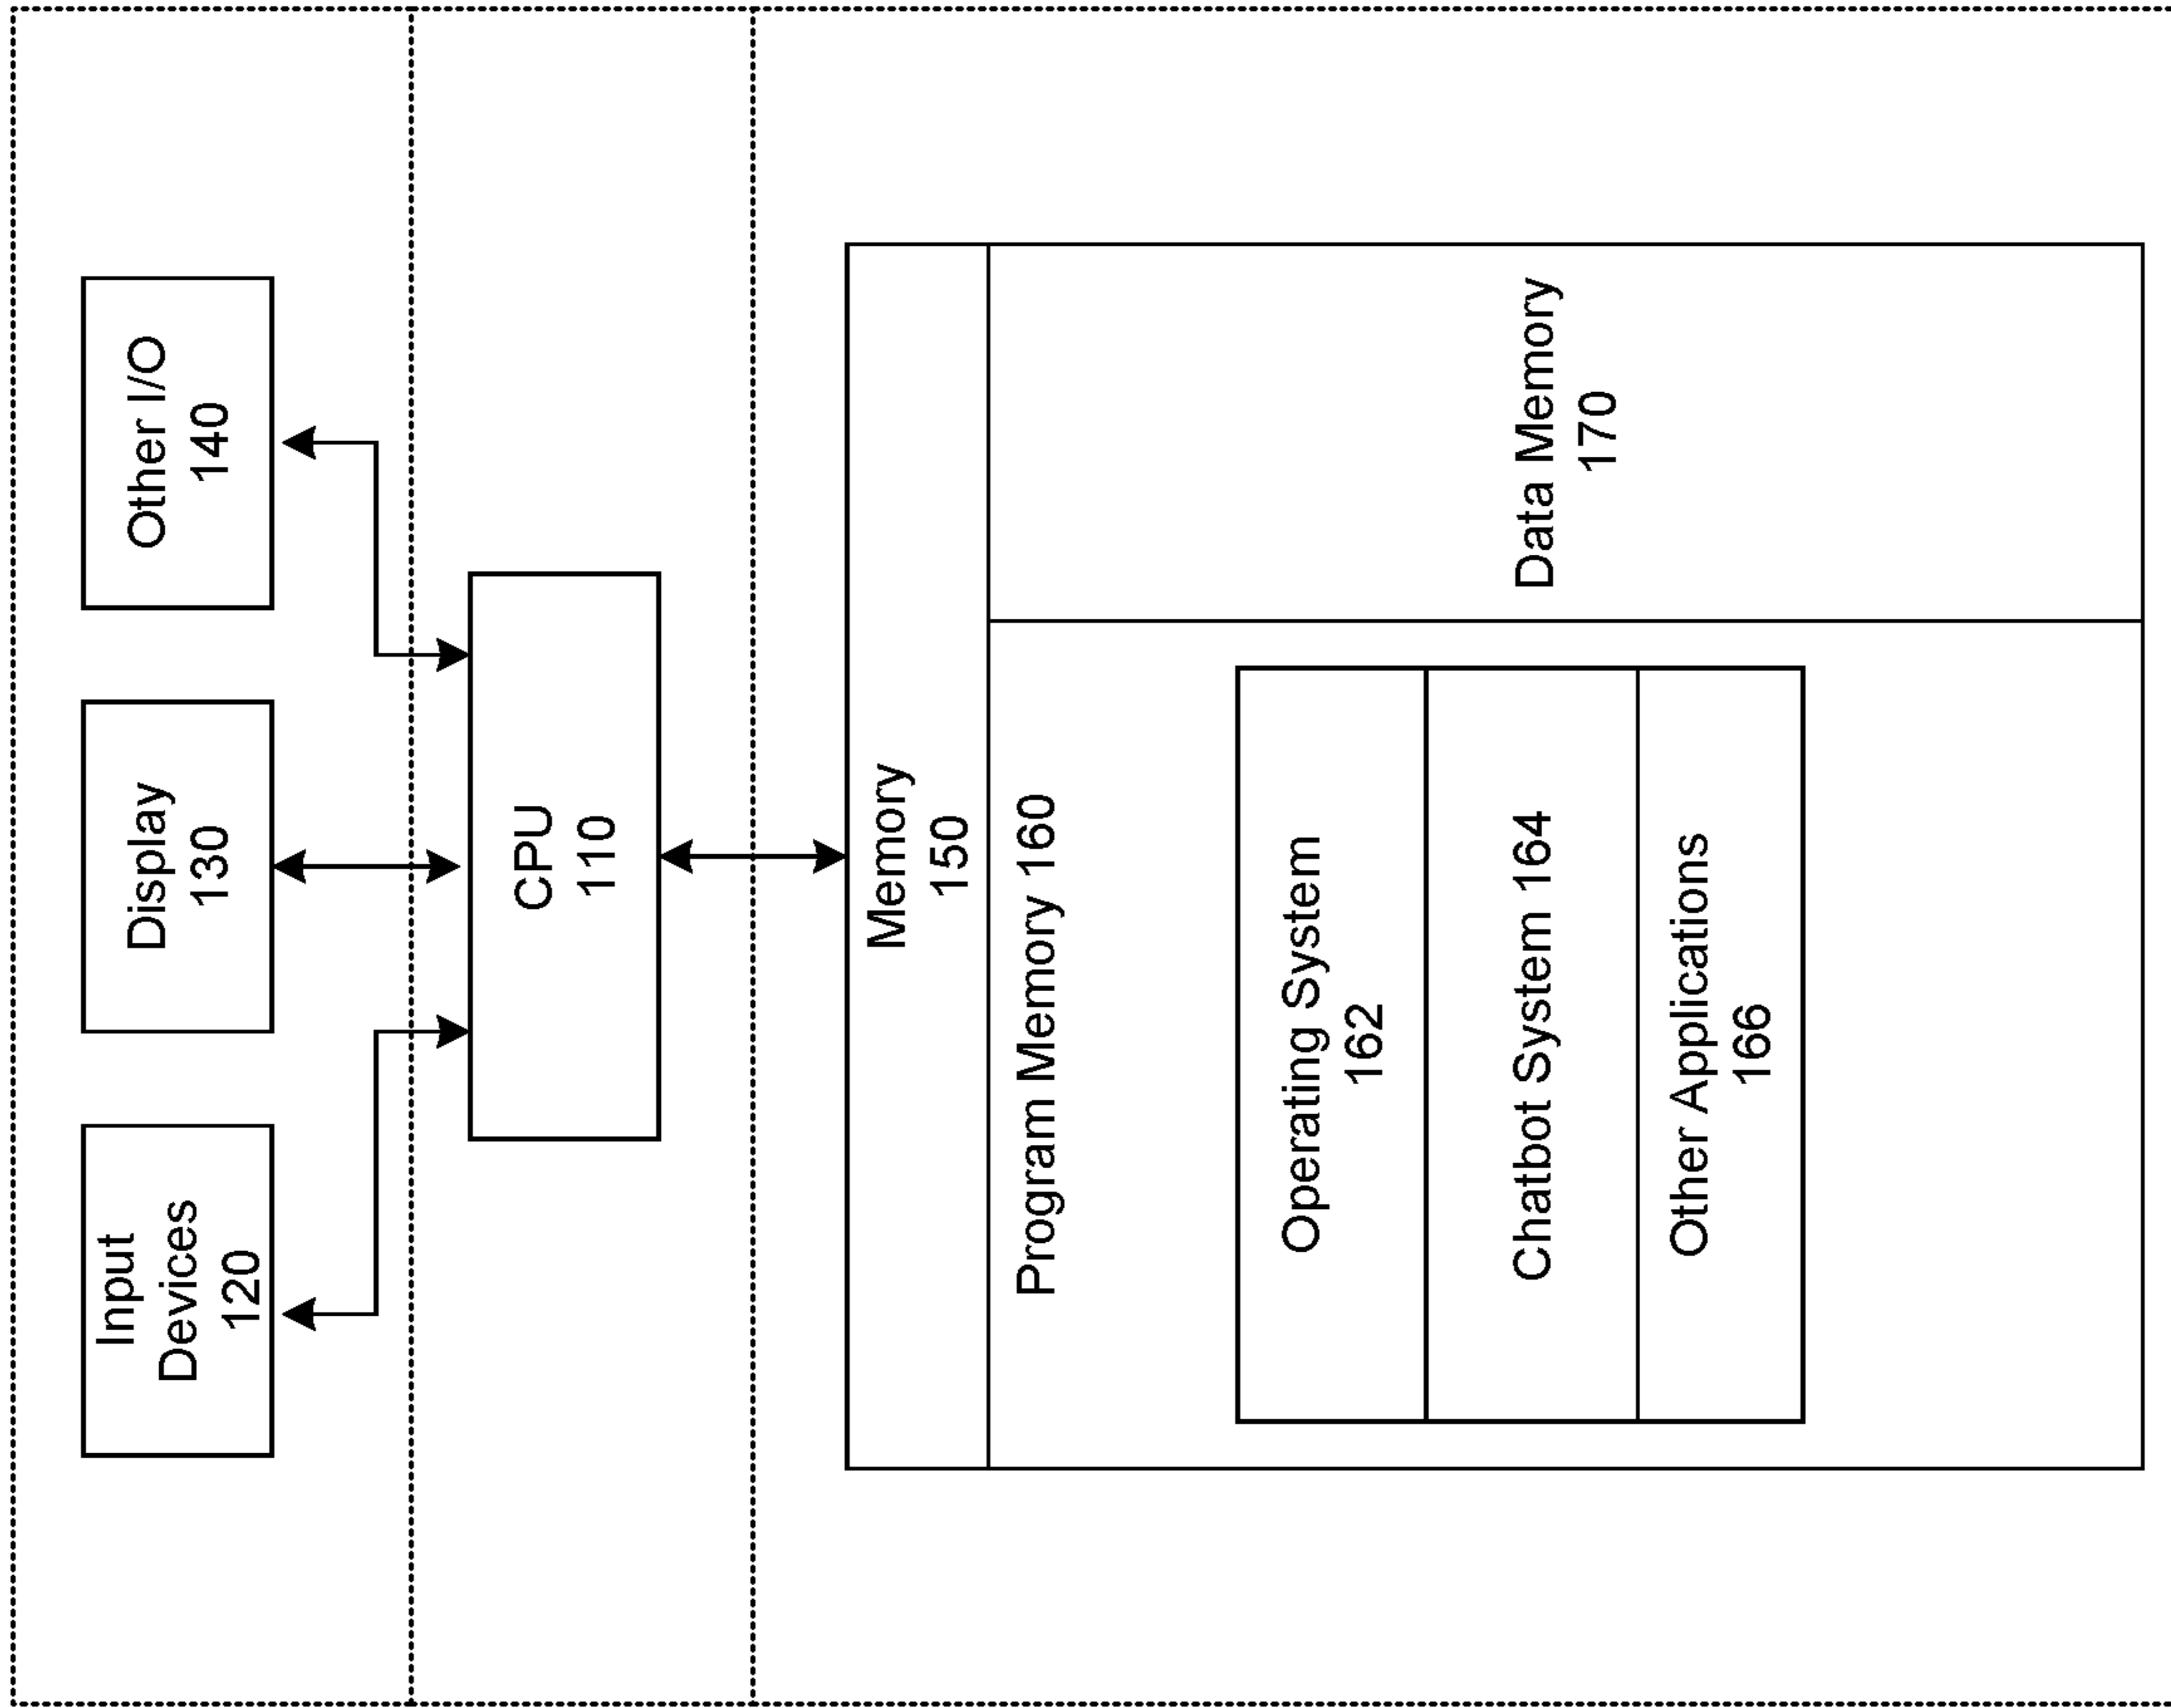 Input
Devices
120
Display
130
Other I/O
140
CPU
110
Memory
150
Program Memory 160
Operating System
162
Chatbot System 164
Other Applications
166
Data Memory
170